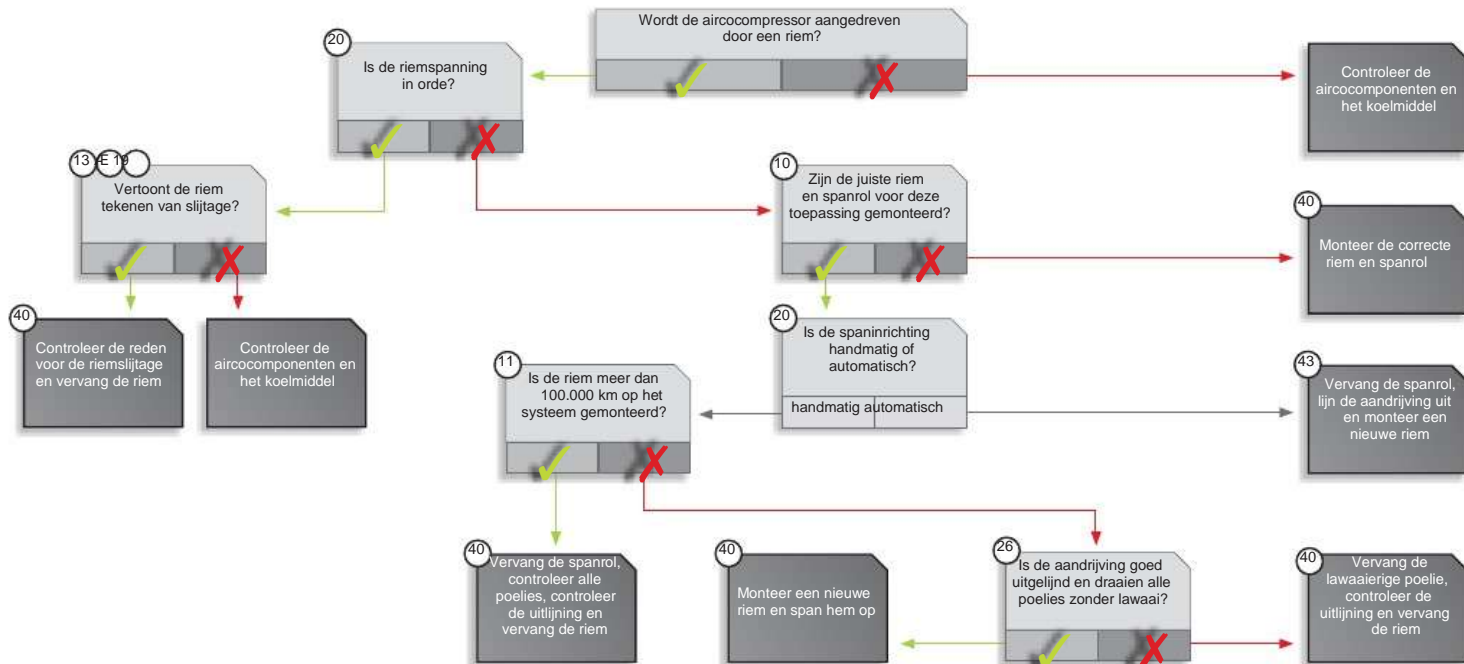 Wordt de aircocompressor aangedreven
door een riem?
20
Is de riemspanning
in orde?
Controleer de
aircocomponenten en
het koelmiddel
13 Æ 19
Vertoont de riem
tekenen van slijtage?
10
Zijn de juiste riem
en spanrol voor deze
toepassing gemonteerd?
40
Monteer de correcte
riem en spanrol
40
Controleer de reden
voor de riemslijtage
en vervang de riem
Controleer de
aircocomponenten en
het koelmiddel
20
Is de spaninrichting
handmatig of
automatisch?
handmatig automatisch
11
Is de riem meer dan
100.000 km op het
systeem gemonteerd?
43
Vervang de spanrol,
lijn de aandrijving uit
en monteer een
nieuwe riem
40
Vervang de spanrol,
controleer alle
poelies, controleer
de uitlijning en
vervang de riem
40
Monteer een nieuwe
riem en span hem op
26
Is de aandrijving goed
uitgelijnd en draaien alle
poelies zonder lawaai?
40
Vervang de
lawaaierige poelie,
controleer de
uitlijning en vervang
de riem